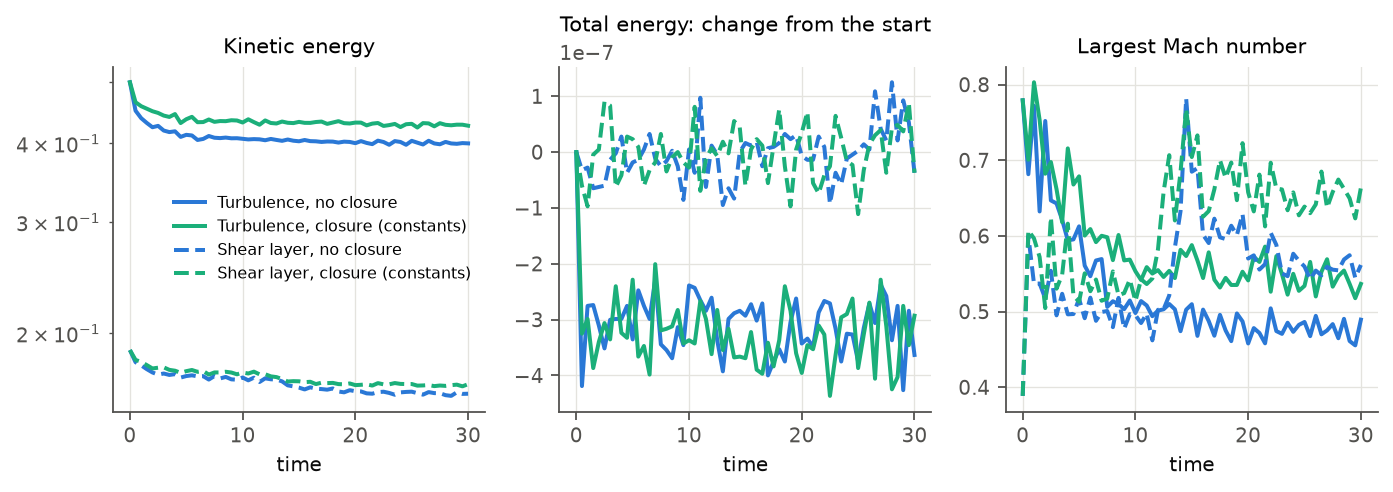 Kinetic energy
4 × 10⁻¹
3 × 10⁻¹
2 × 10⁻¹
Turbulence, no closure
Turbulence, closure (constants)
Shear layer, no closure
Shear layer, closure (constants)
0 10 20 30
time
Total energy: change from the start
1e−7
1
0
−1
−2
−3
−4
0 10 20 30
time
Largest Mach number
0.8
0.7
0.6
0.5
0.4
0 10 20 30
time